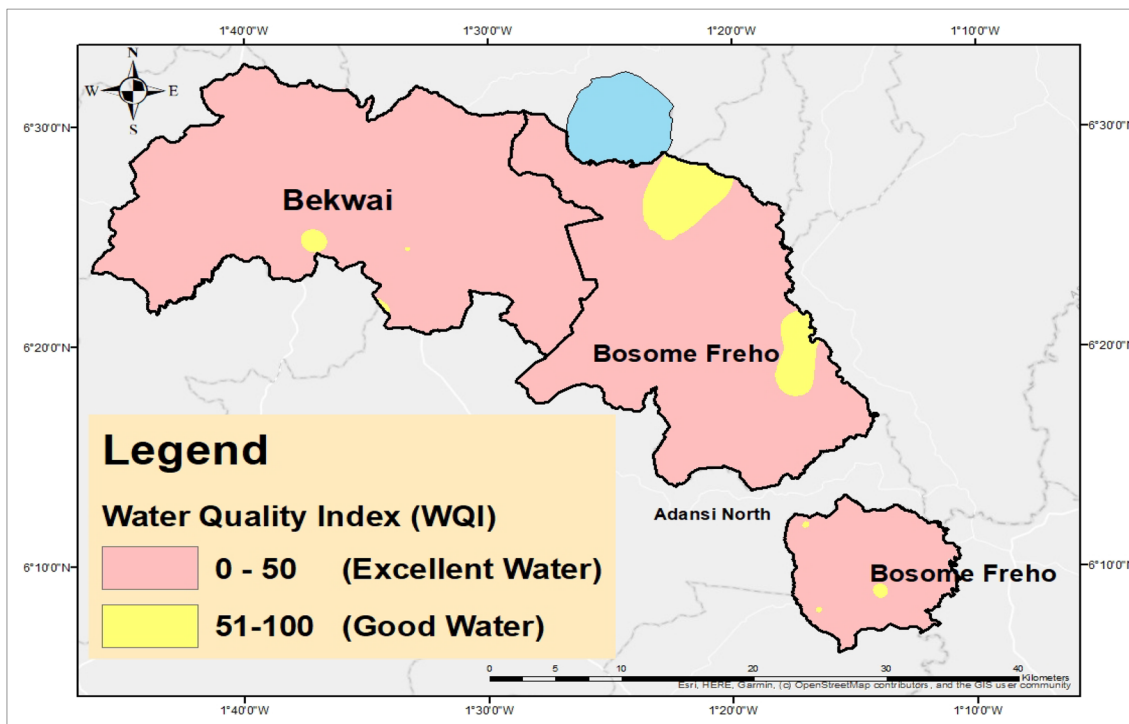 1°40'0"W 1°30'0"W 1°20'0"W 1°10'0"W
N
W E
S
6°30'0"N 6°30'0"N
Bekwai
6°20'0"N 6°20'0"N
Bosome Freho
Legend
Water Quality Index (WQI)
0 - 50 (Excellent Water)
51-100 (Good Water)
Adansi North
6°10'0"N 6°10'0"N
Bosome Freho
0 5 10 20 30 40
Kilometers
Esri, HERE, Garmin, (c) OpenStreetMap contributors, and the GIS user community
1°40'0"W 1°30'0"W 1°20'0"W 1°10'0"W